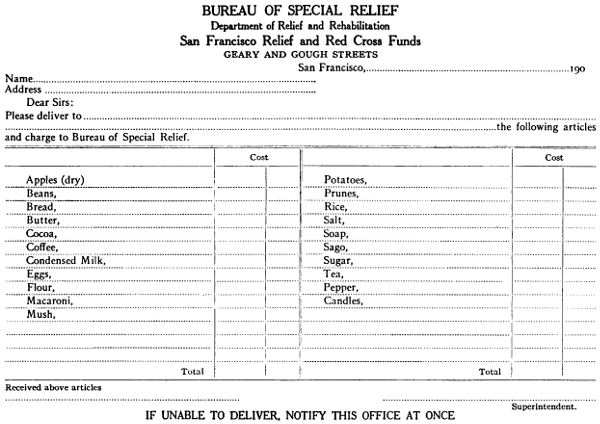 BUREAU OF SPECIAL RELIEF
Department of Relief and Rehabilitation
San Francisco Relief and Red Cross Funds
GEARY AND GOUGH STREETS
San Francisco,..........190
Name..........
Address ..........
Dear Sirs:
Please deliver to ..........
..........the following articles
and charge to Bureau of Special Relief.
Cost Cost
Apples (dry) Potatoes,
Beans, Prunes,
Bread, Rice,
Butter, Salt,
Cocoa, Soap,
Coffee, Sago,
Condensed Milk, Sugar,
Eggs, Tea,
Flour, Pepper,
Macaroni, Candles,
Mush,
Total Total
Received above articles
Superintendent.
IF UNABLE TO DELIVER, NOTIFY THIS OFFICE AT ONCE